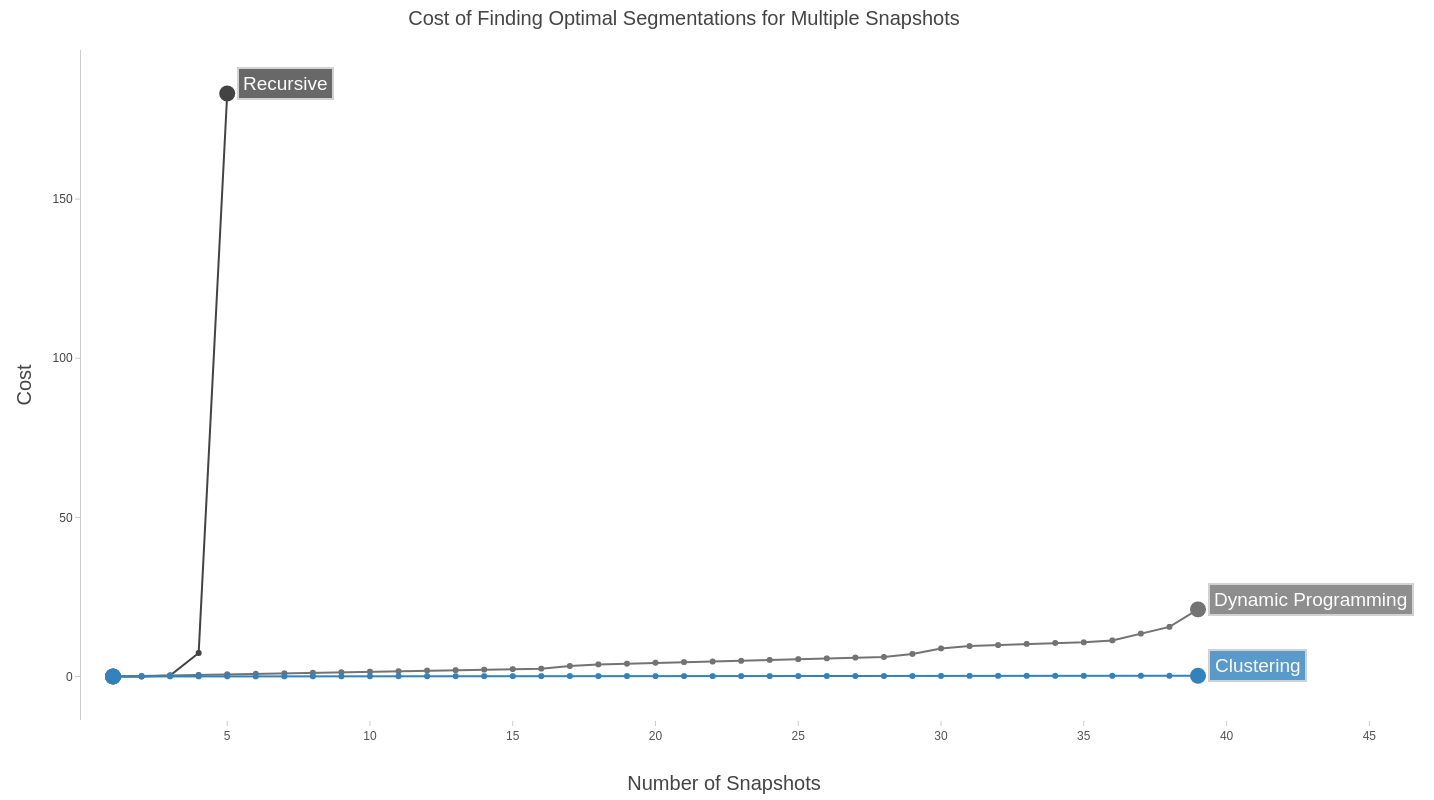 Cost of Finding Optimal Segmentations for Multiple Snapshots
Recursive
150
100
Cost
50
Dynamic Programming
Clustering
0
5 10 15 20 25 30 35 40 45
Number of Snapshots